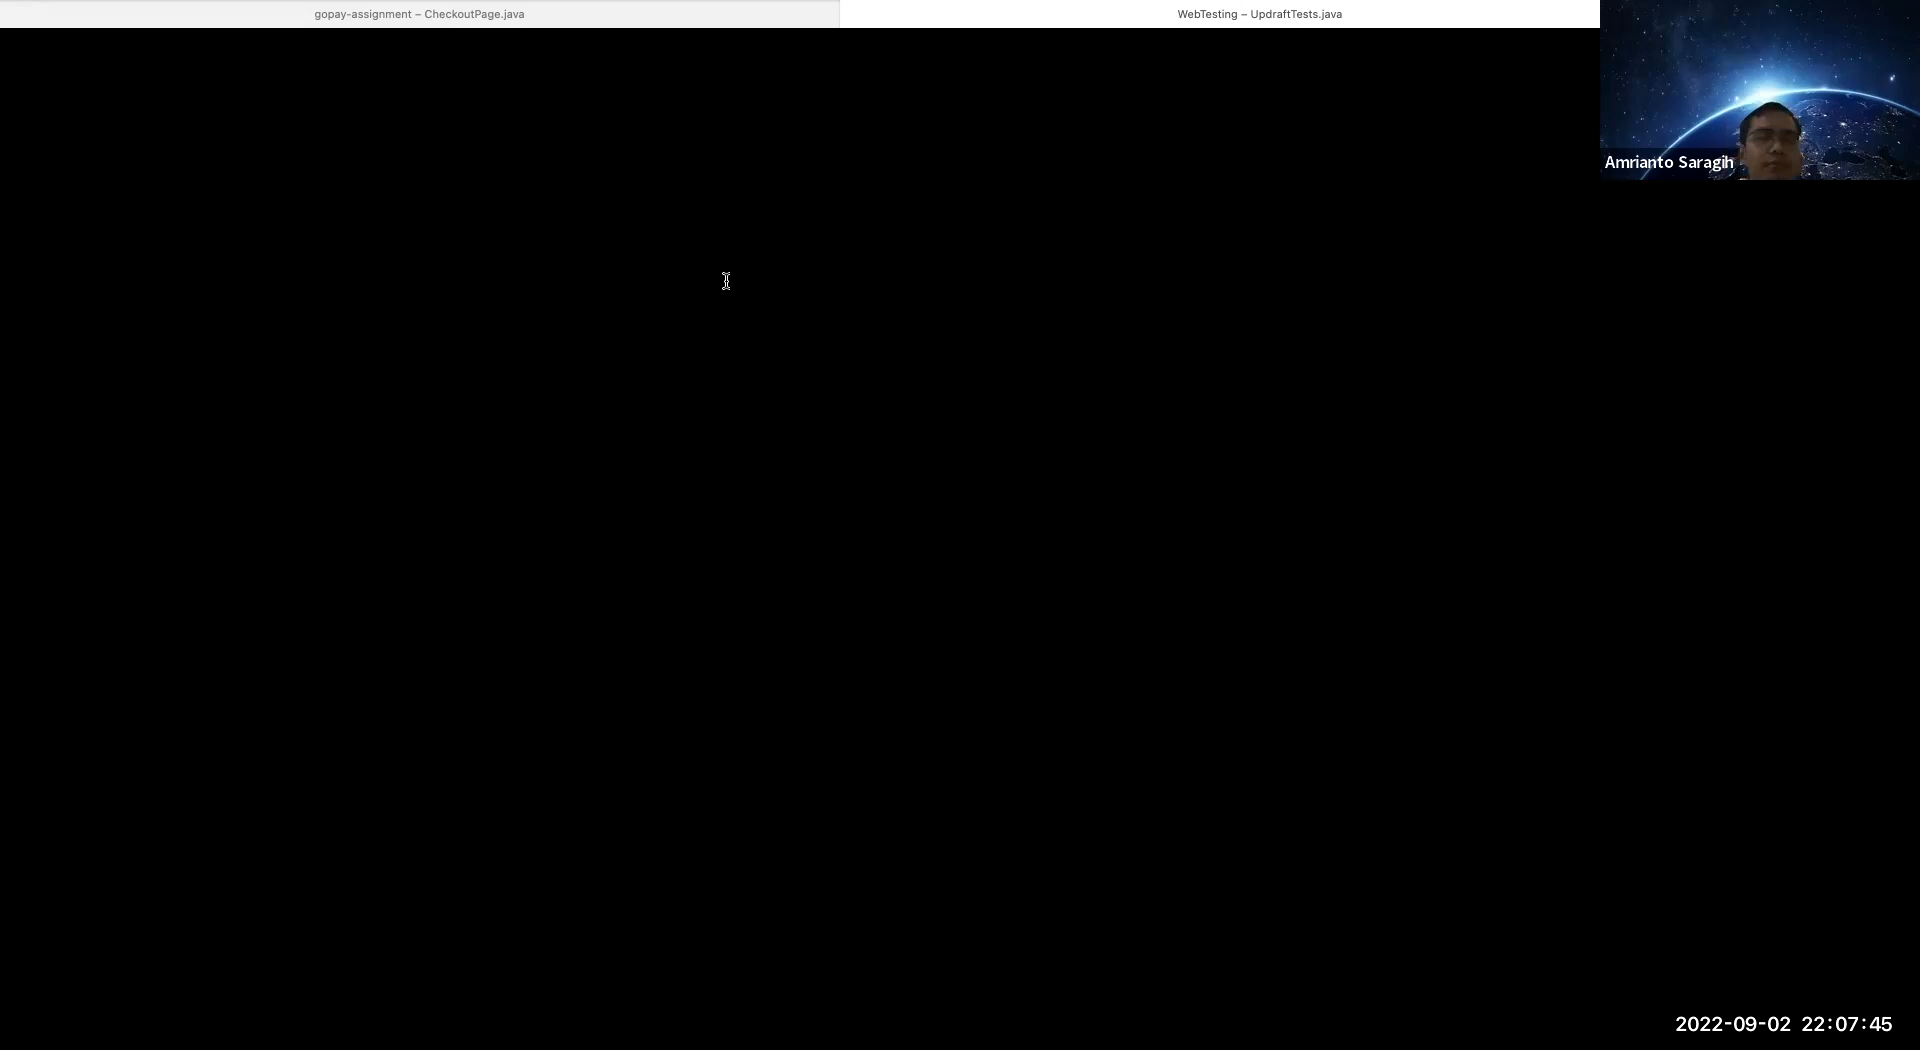 gopay-assignment – CheckoutPage.java
WebTesting – UpdraftTests.java
Amrianto Saragih
2022-09-02 22:07:45